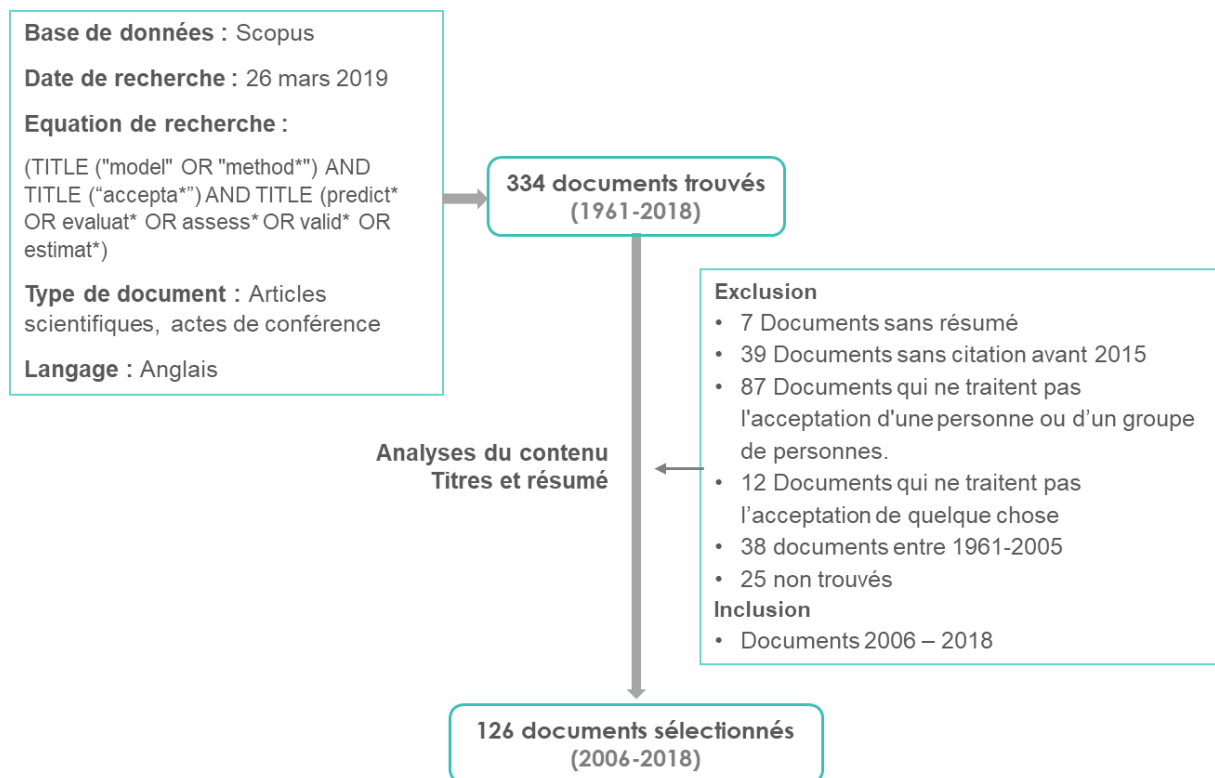 Base de données : Scopus
Date de recherche : 26 mars 2019
Equation de recherche :
(TITLE ("model" OR "method*") AND
TITLE (“accepta*”) AND TITLE (predict*
OR evaluat* OR assess* OR valid* OR
estimat*)
Type de document : Articles
scientifiques, actes de conférence
Langage : Anglais
334 documents trouvés
(1961-2018)
Analyses du contenu
Titres et résumé
Exclusion
• 7 Documents sans résumé
• 39 Documents sans citation avant 2015
• 87 Documents qui ne traitent pas
l'acceptation d'une personne ou d’un groupe
de personnes.
• 12 Documents qui ne traitent pas
l’acceptation de quelque chose
• 38 documents entre 1961-2005
• 25 non trouvés
Inclusion
• Documents 2006 – 2018
126 documents sélectionnés
(2006-2018)